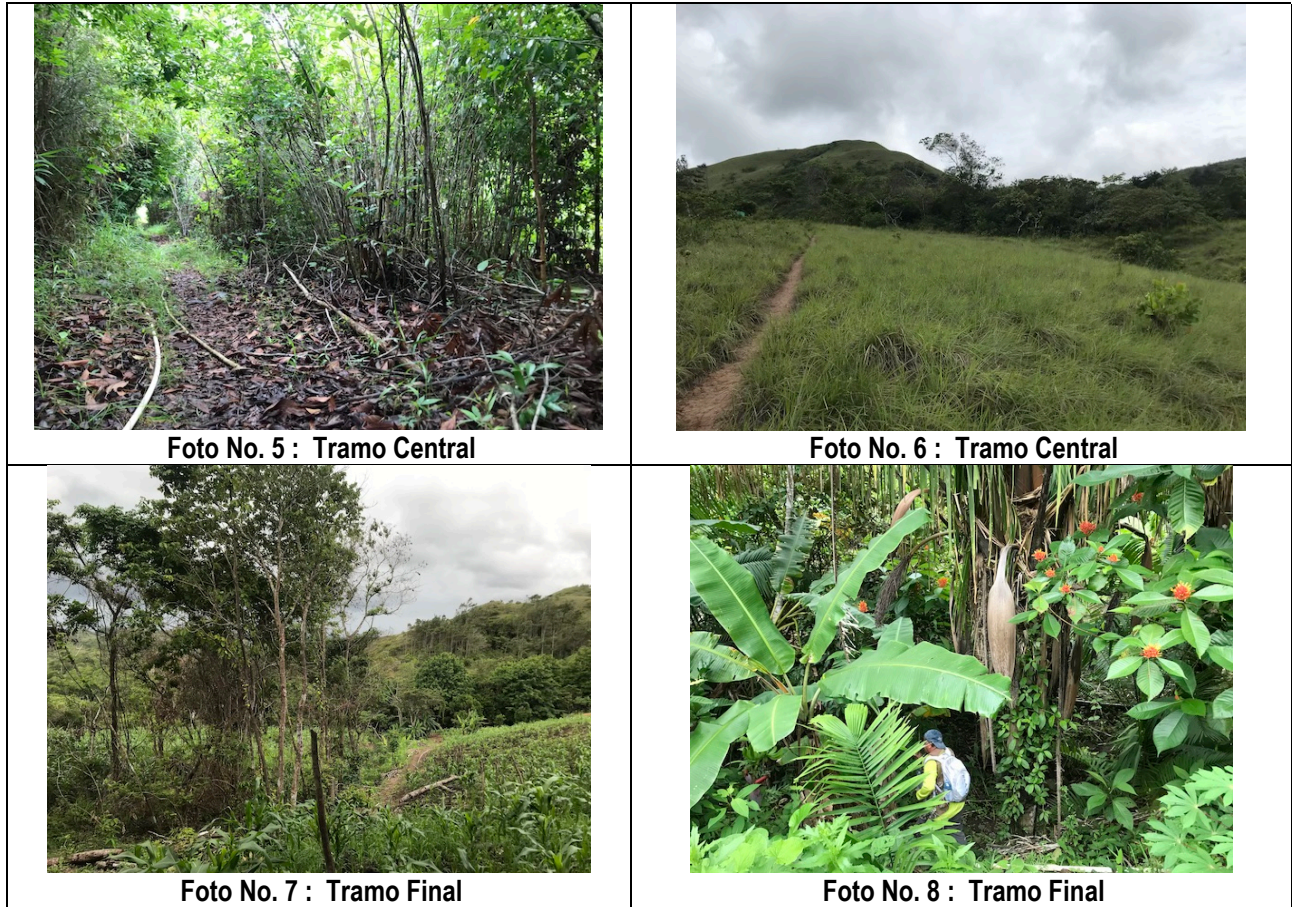 Foto No. 5 : Tramo Central
Foto No. 6 : Tramo Central
Foto No. 7 : Tramo Final
Foto No. 8 : Tramo Final